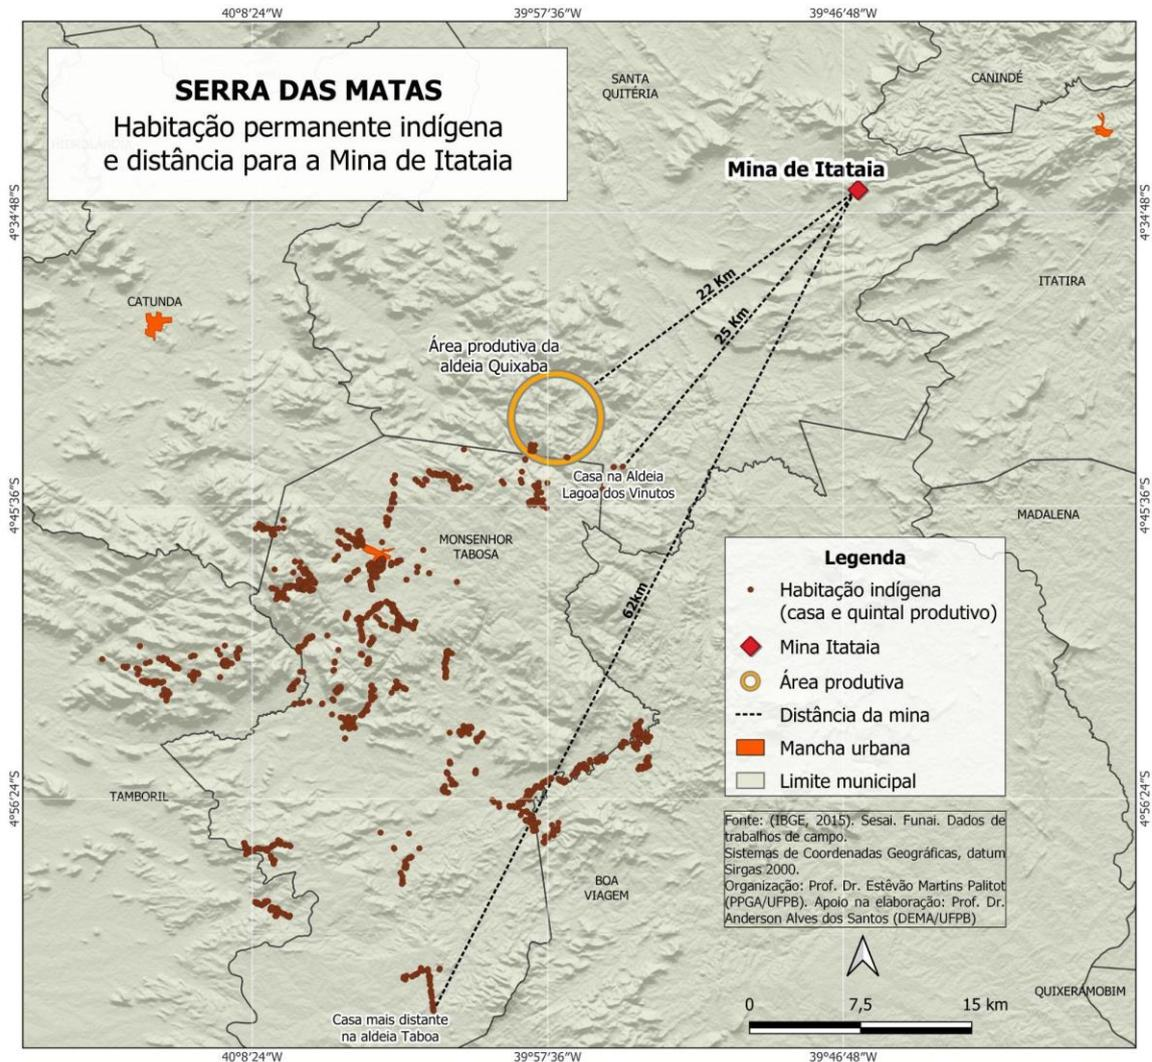 40°8'24"W
39°57'36"W
39°46'48"W
SERRA DAS MATAS
Habitação permanente indígena
e distância para a Mina de Itataia
SANTA
QUITÉRIA
CANINDÉ
Mina de Itataia
4°34'48"S
4°34'48"S
22 Km
25 Km
62km
ITATIRA
CATUNDA
Área produtiva da
aldeia Quixaba
Casa na Aldeia
Lagoa dos Vinutos
4°45'36"S
4°45'36"S
MADALENA
MONSENHOR
TABOSA
Legenda
Habitação indígena
(casa e quintal produtivo)
Mina Itataia
Área produtiva
Distância da mina
Mancha urbana
Limite municipal
4°56'24"S
4°56'24"S
TAMBORIL
Fonte: (IBGE, 2015). Sesai. Funai. Dados de
trabalhos de campo.
Sistemas de Coordenadas Geográficas, datum
Sirgas 2000.
Organização: Prof. Dr. Estêvão Martins Palitot
(PPGA/UFPB). Apoio na elaboração: Prof. Dr.
Anderson Alves dos Santos (DEMA/UFPB)
BOA
VIAGEM
QUIXERAMOBIM
0
7,5
15 km
Casa mais distante
na aldeia Taboa
40°8'24"W
39°57'36"W
39°46'48"W